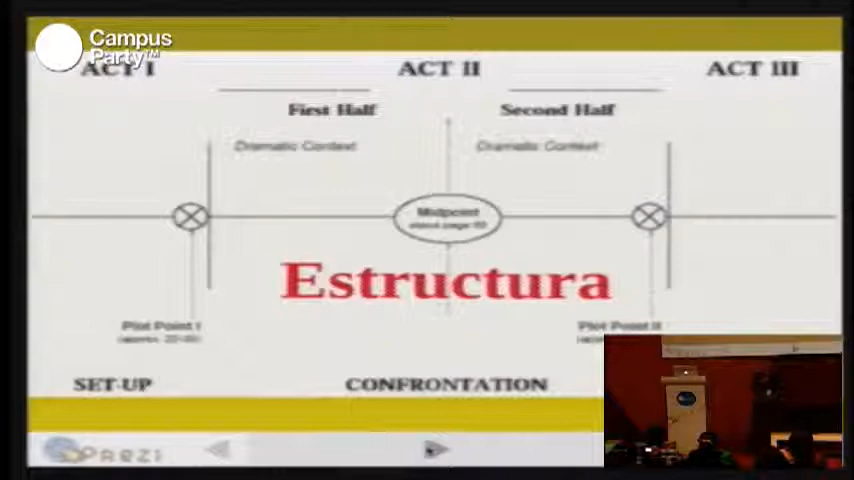 Campus
Party™
ACT I
ACT II
ACT III
First Half
Second Half
Dramatic Context
Dramatic Context
Midpoint
Estructura
Plot Point I
Plot Point II
SET-UP
CONFRONTATION
PREZI